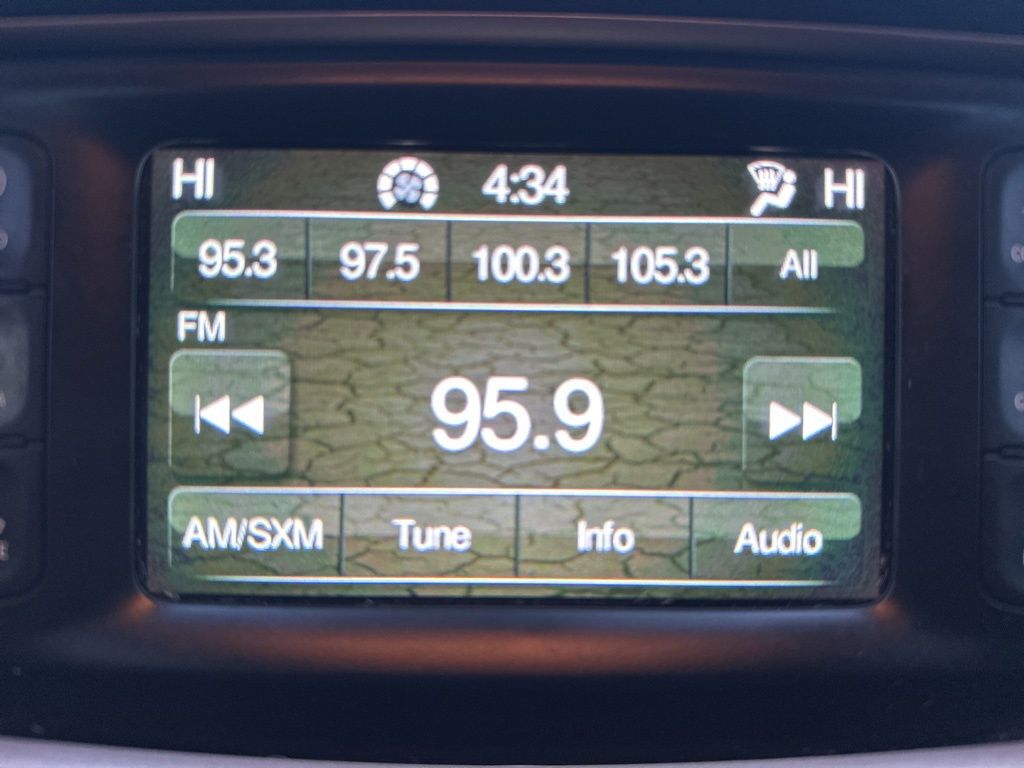 HI 4:34 HI
95.3 97.5 100.3 105.3 All
FM
95.9
AM/SXM Tune Info Audio